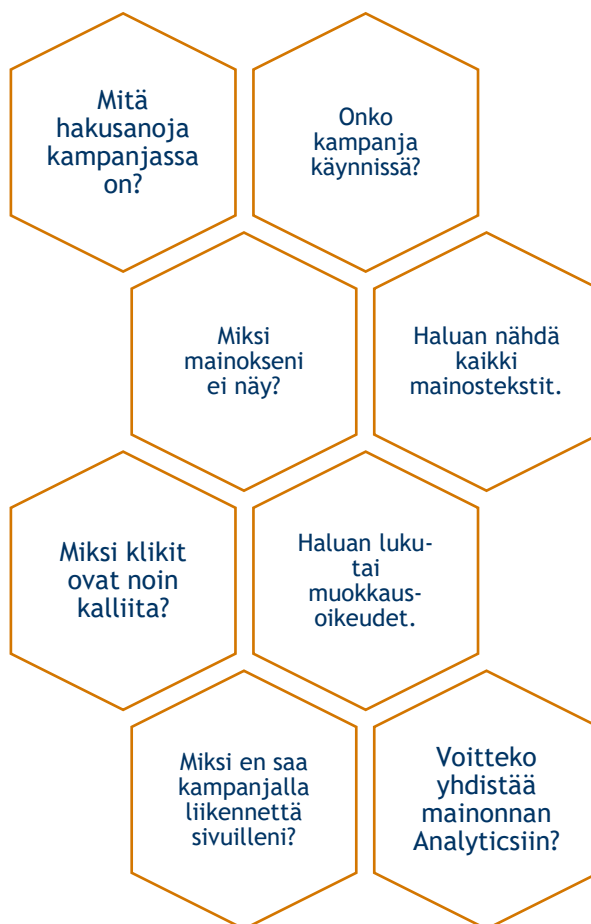 Mitä
hakusanoja
kampanjassa
on?
Onko
kampanja
käynnissä?
Miksi
mainokseni
ei näy?
Haluan nähdä
kaikki
mainostekstit.
Miksi klikit
ovat noin
kalliita?
Haluan luku-
tai
muokkaus-
oikeudet.
Miksi en saa
kampanjalla
liikennettä
sivuilleni?
Voitteko
yhdistää
mainonnan
Analyticsiin?